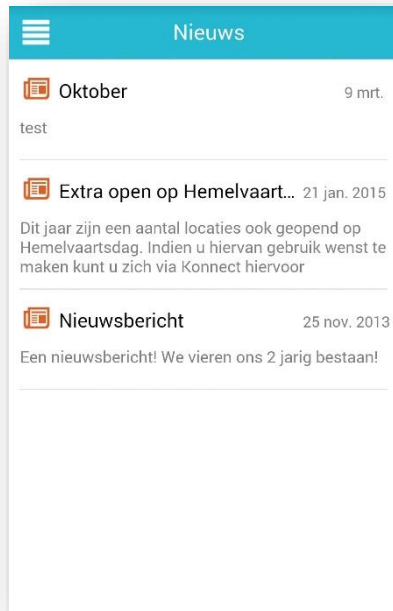 Nieuws
Oktober 9 mrt.
test
Extra open op Hemelvaart... 21 jan. 2015
Dit jaar zijn een aantal locaties ook geopend op
Hemelvaartsdag. Indien u hiervan gebruik wenst te
maken kunt u zich via Konnect hiervoor
Nieuwsbericht 25 nov. 2013
Een nieuwsbericht! We vieren ons 2 jarig bestaan!